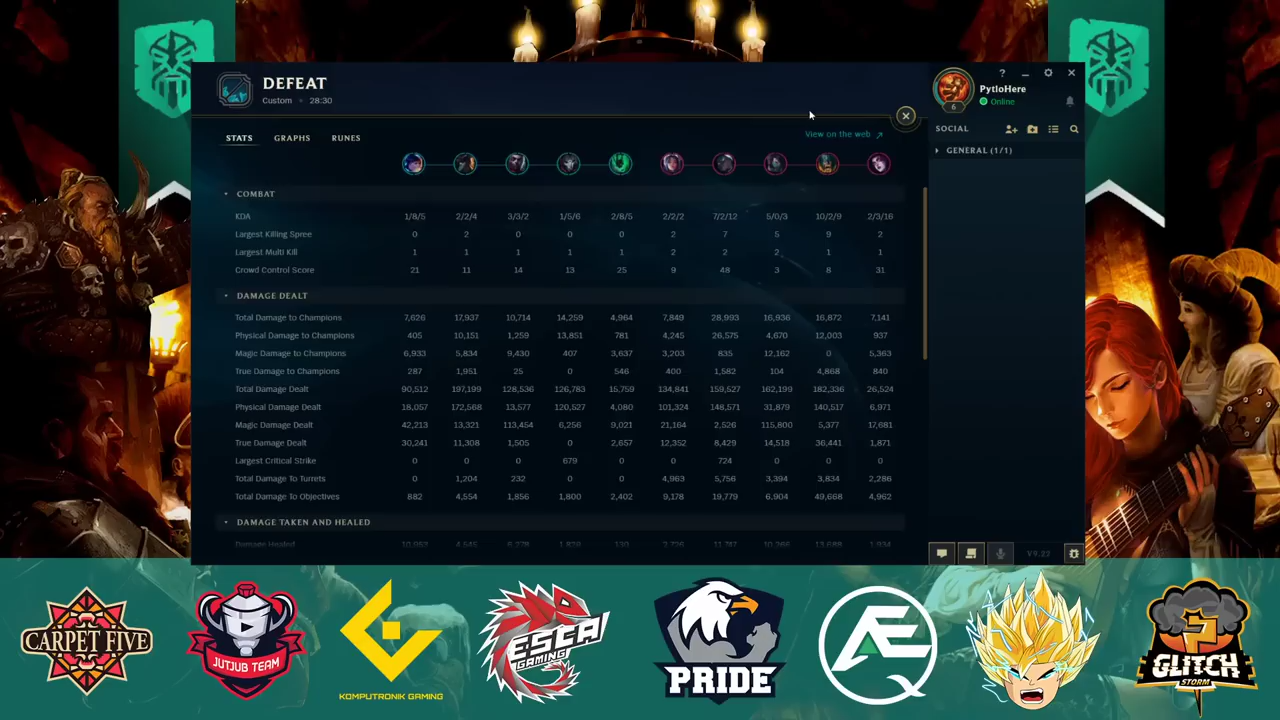 DEFEAT
Custom • 28:30
PytloHere
Online
6
View on the web
SOCIAL
GENERAL (1/1)
STATS GRAPHS RUNES
COMBAT
KDA 1/8/5 2/2/4 3/3/2 1/5/6 2/8/5 2/2/2 7/2/12 5/0/3 10/2/9 2/3/16
Largest Killing Spree 0 2 0 0 0 2 7 5 9 2
Largest Multi Kill 1 1 1 1 1 2 2 2 1 1
Crowd Control Score 21 11 14 13 25 9 48 3 8 31
DAMAGE DEALT
Total Damage to Champions 7,626 17,937 10,714 14,259 4,964 7,849 28,993 16,936 16,872 7,141
Physical Damage to Champions 405 10,151 1,259 13,851 781 4,245 26,575 4,670 12,003 937
Magic Damage to Champions 6,933 5,834 9,430 407 3,637 3,203 835 12,162 0 5,363
True Damage to Champions 287 1,951 25 0 546 400 1,582 104 4,868 840
Total Damage Dealt 90,512 197,199 128,536 126,783 15,759 134,841 159,527 162,199 182,336 26,524
Physical Damage Dealt 18,057 172,568 13,577 120,527 4,080 101,324 148,571 31,879 140,517 6,971
Magic Damage Dealt 42,213 13,321 113,454 6,256 9,021 21,164 2,526 115,800 5,377 17,681
True Damage Dealt 30,241 11,308 1,505 0 2,657 12,352 8,429 14,518 36,441 1,871
Largest Critical Strike 0 0 0 679 0 0 724 0 0 0
Total Damage To Turrets 0 1,204 232 0 0 4,963 5,756 3,394 3,834 2,286
Total Damage To Objectives 882 4,554 1,856 1,800 2,402 9,178 19,779 6,904 49,668 4,962
DAMAGE TAKEN AND HEALED
Damage Healed
V9.22
CARPET FIVE
JUTJUB TEAM
KOMPUTRONIK GAMING
ESCA
GAMING
PRIDE
GLITCH
STORM